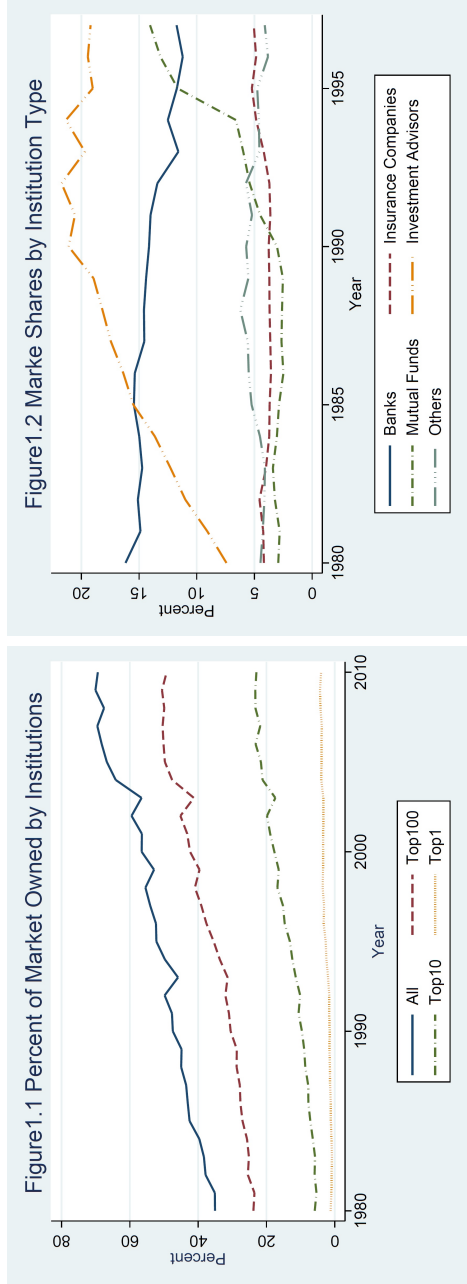 Figure1.1 Percent of Market Owned by Institutions
Percent
80
60
40
20
0
1980 1990 2000 2010
Year
All Top100
Top10 Top1
Figure1.2 Marke Shares by Institution Type
Percent
20
15
10
5
0
1980 1985 1990 1995
Year
Banks Insurance Companies
Mutual Funds Investment Advisors
Others